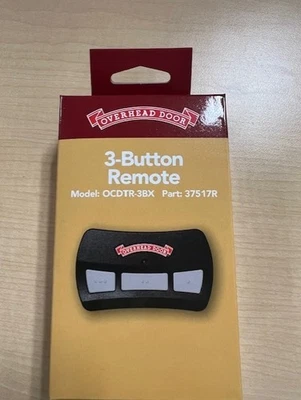 OVERHEAD DOOR
3-Button
Remote
Model: OCDTR-3BX Part: 37517R
OVERHEAD DOOR